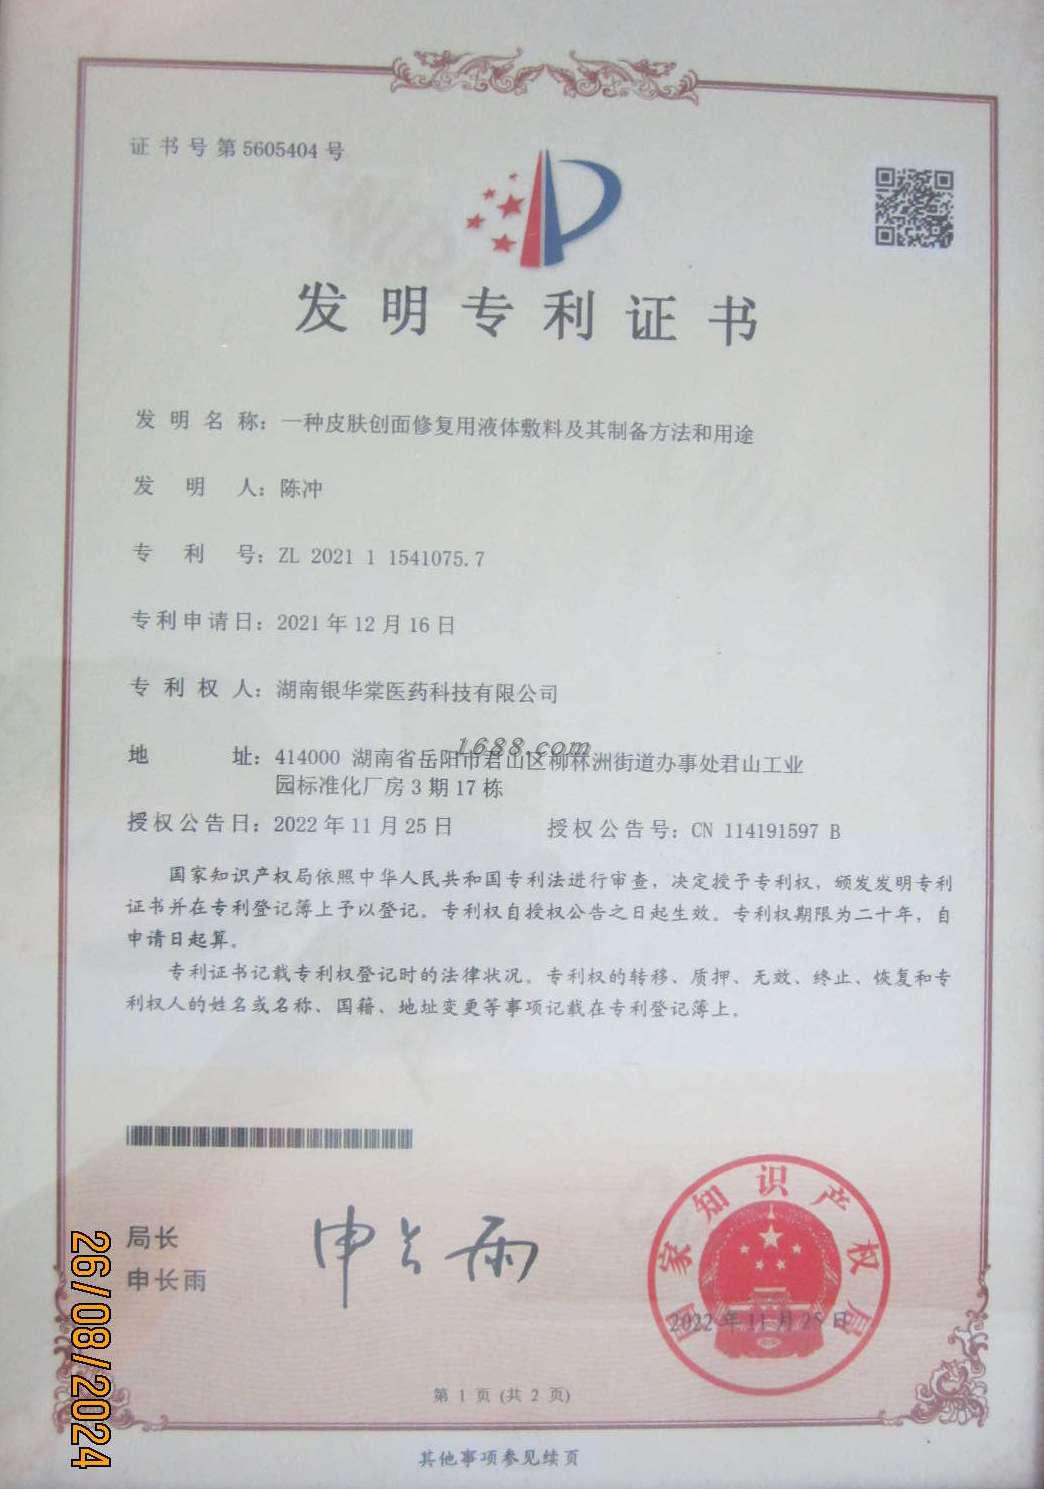 证书号第5605404号
发明专利证书
发明名称：一种皮肤创面修复用液体敷料及其制备方法和用途
发明人：陈冲
专利号：ZL 2021 1 1541075.7
专利申请日：2021年12月16日
专利权人：湖南银华棠医药科技有限公司
1688.com
地址：414000 湖南省岳阳市君山区柳林洲街道办事处君山工业
园标准化厂房3期17栋
授权公告日：2022年11月25日 授权公告号：CN 114191597 B
国家知识产权局依照中华人民共和国专利法进行审查，决定授予专利权，颁发发明专利
证书并在专利登记簿上予以登记。专利权自授权公告之日起生效。专利权期限为二十年，自
申请日起算。
专利证书记载专利权登记时的法律状况。专利权的转移、质押、无效、终止、恢复和专
利权人的姓名或名称、国籍、地址变更等事项记载在专利登记簿上。
局长
申长雨
申长雨
国家知识产权局
2022年11月25日
第 1 页 (共 2 页)
其他事项参见续页
26/08/2024